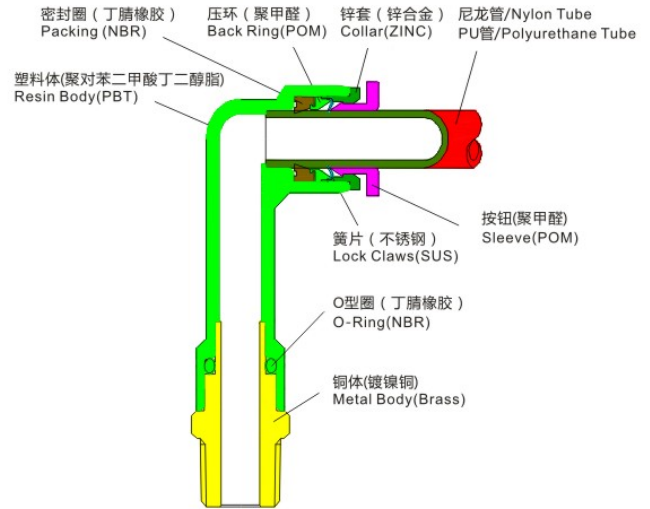 密封圈（丁腈橡胶）
Packing (NBR)
压环（聚甲醛）
Back Ring(POM)
锌套（锌合金）
Collar(ZINC)
尼龙管/Nylon Tube
PU管/Polyurethane Tube
塑料体(聚对苯二甲酸丁二醇脂)
Resin Body(PBT)
按钮(聚甲醛)
Sleeve(POM)
簧片（不锈钢）
Lock Claws(SUS)
O型圈（丁腈橡胶）
O-Ring(NBR)
铜体(镀镍铜)
Metal Body(Brass)